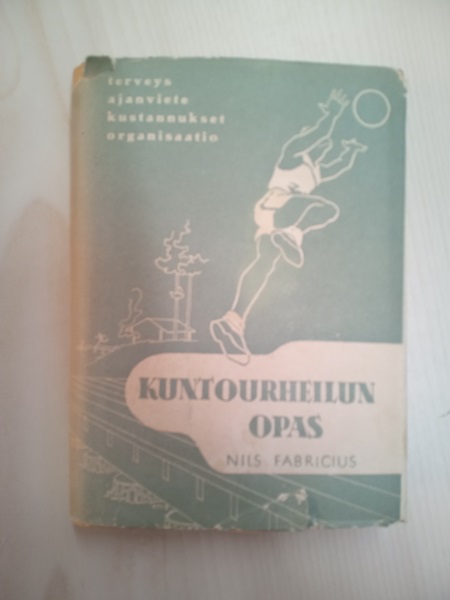 terveys
ajanviete
kustannukset
organisaatio
KUNTOURHEILUN
OPAS
NILS FABRICIUS